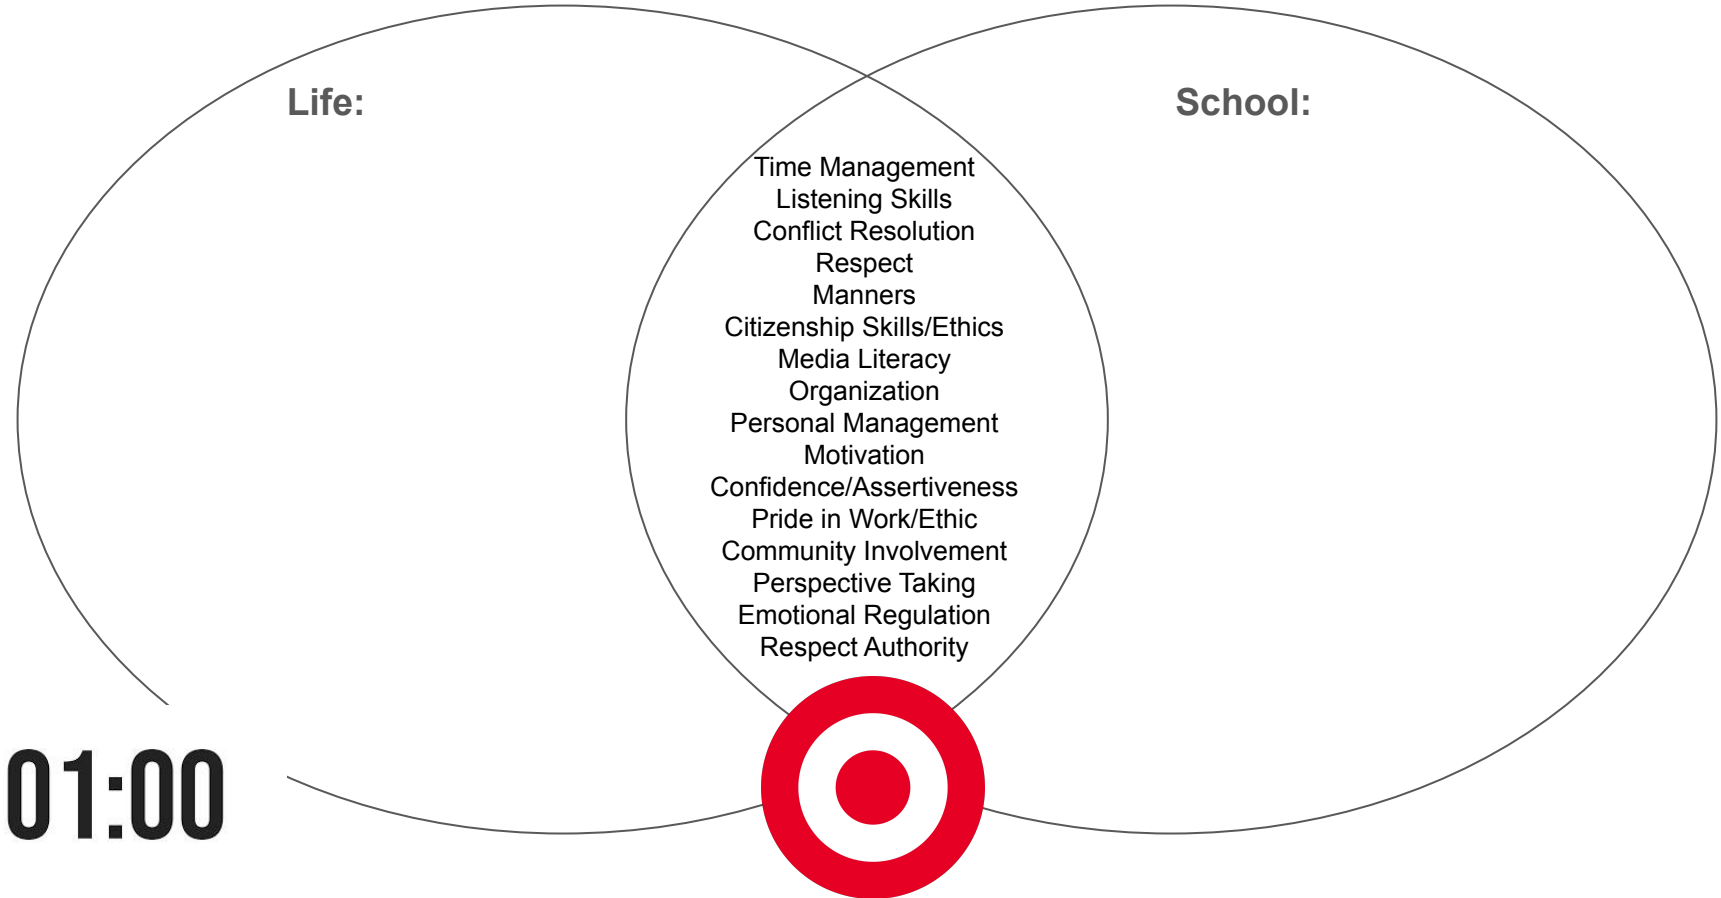 Life:
School:
Time Management
Listening Skills
Conflict Resolution
Respect
Manners
Citizenship Skills/Ethics
Media Literacy
Organization
Personal Management
Motivation
Confidence/Assertiveness
Pride in Work/Ethic
Community Involvement
Perspective Taking
Emotional Regulation
Respect Authority
01:00